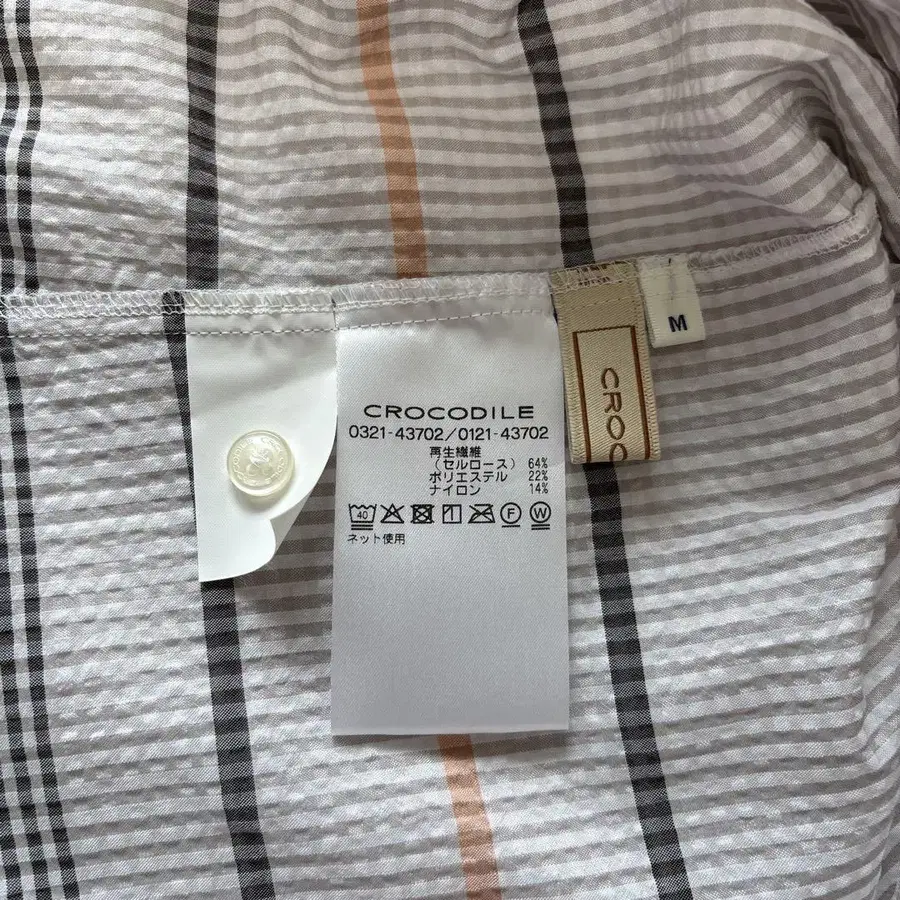 CROCODILE
0321-43702/0121-43702
再生繊維
(セルロース) 64%
ポリエステル 22%
ナイロン 14%
40 F W
ネット使用
CROC
M